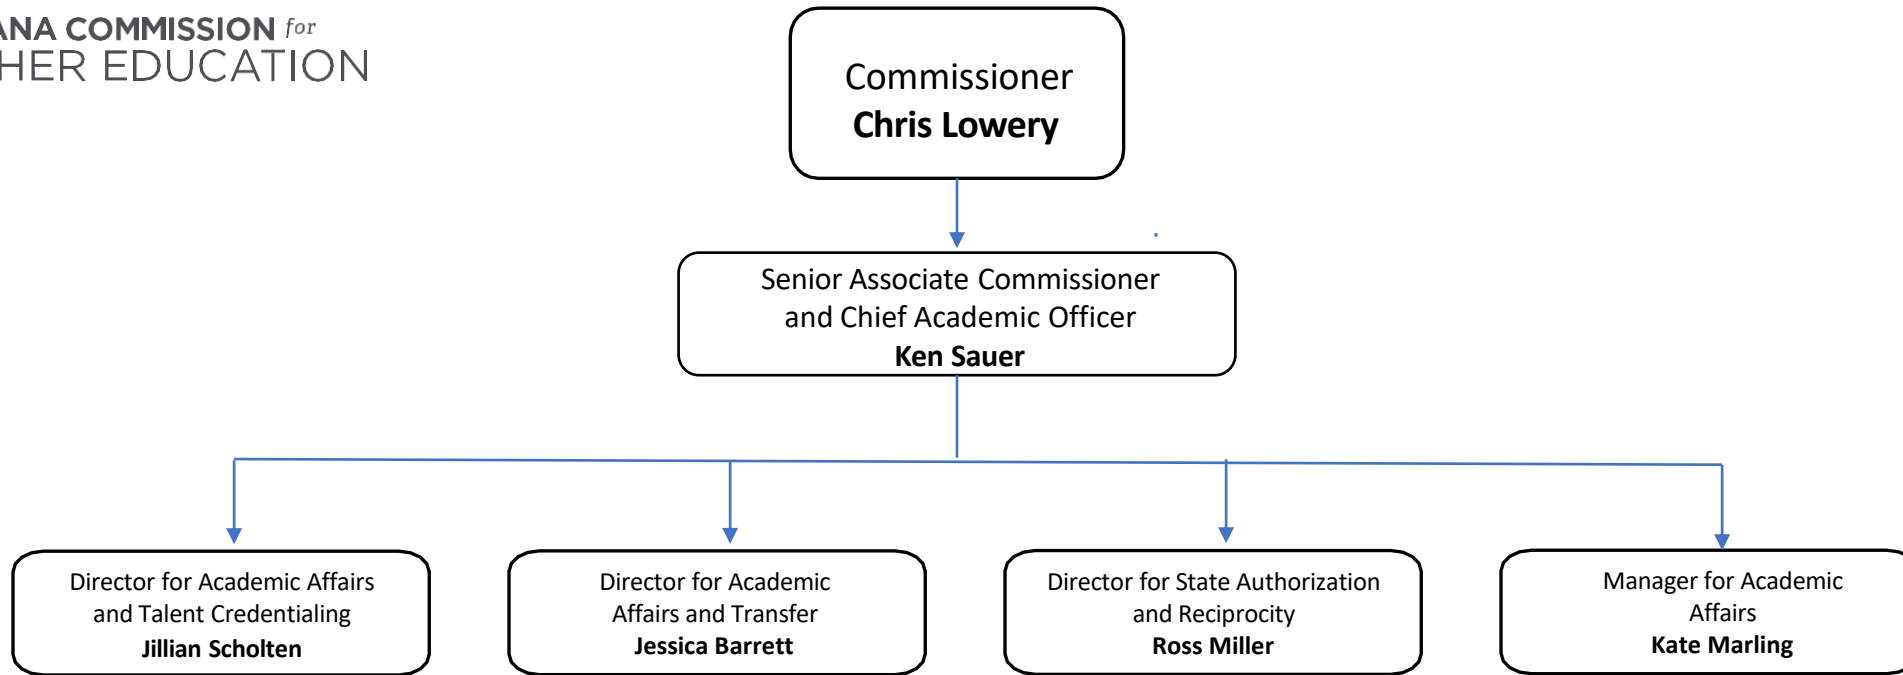 ANA COMMISSION for
HER EDUCATION
Commissioner
Chris Lowery
Senior Associate Commissioner
and Chief Academic Officer
Ken Sauer
Director for Academic Affairs
and Talent Credentialing
Jillian Scholten
Director for Academic
Affairs and Transfer
Jessica Barrett
Director for State Authorization
and Reciprocity
Ross Miller
Manager for Academic
Affairs
Kate Marling